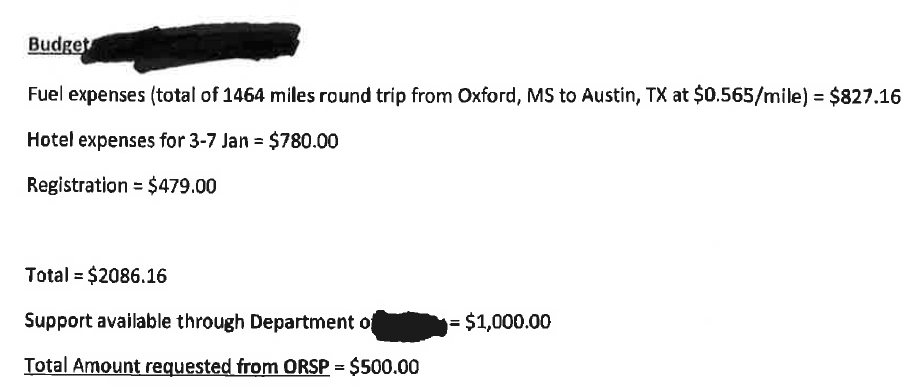 Budget
Fuel expenses (total of 1464 miles round trip from Oxford, MS to Austin, TX at $0.565/mile) = $827.16
Hotel expenses for 3-7 Jan = $780.00
Registration = $479.00
Total = $2086.16
Support available through Department o = $1,000.00
Total Amount requested from ORSP = $500.00